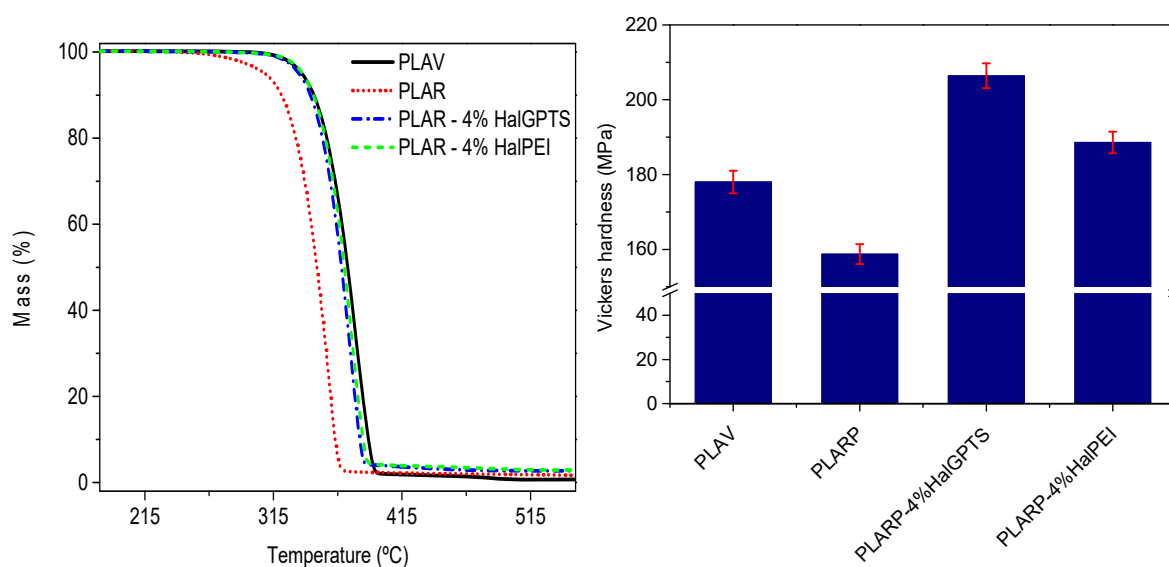 100
80
60
40
20
0
215
315
415
515
Mass (%)
Temperature (ºC)
PLAV
PLAR
PLAR - 4% HalGPTS
PLAR - 4% HalPEI
220
200
180
160
40
20
0
Vickers hardness (MPa)
PLAV
PLARP
PLARP-4%HalGPTS
PLARP-4%HalPEI